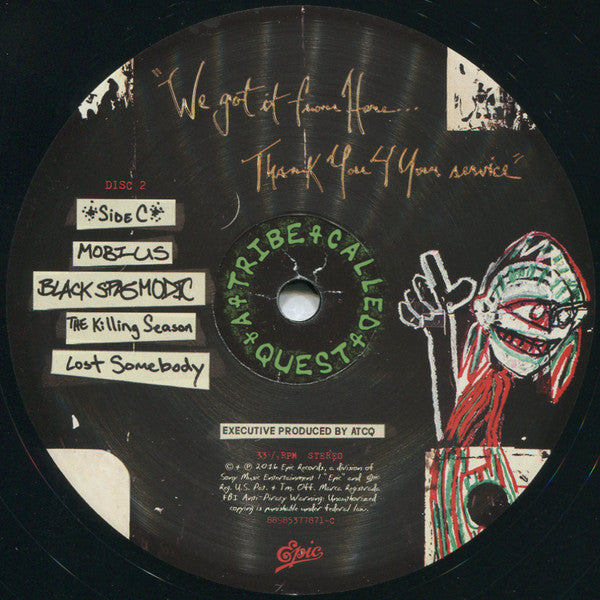 "We got it from Here...
Thank You 4 Your service"
DISC 2
*Side C*
MOBIUS
BLACK SPASMODIC
THE Killing Season
Lost Somebody
A + TRIBE + CALLED + QUEST +
EXECUTIVE PRODUCED BY ATCQ
33⅓ RPM STEREO
© + ℗ 2016 Epic Records, a division of
Sony Music Entertainment / "Epic" and
Reg. U.S. Pat. + Tm. Off. Marca Registrada
FBI Anti-Piracy Warning: Unauthorized
copying is punishable under federal law.
88985377871-C
Epic